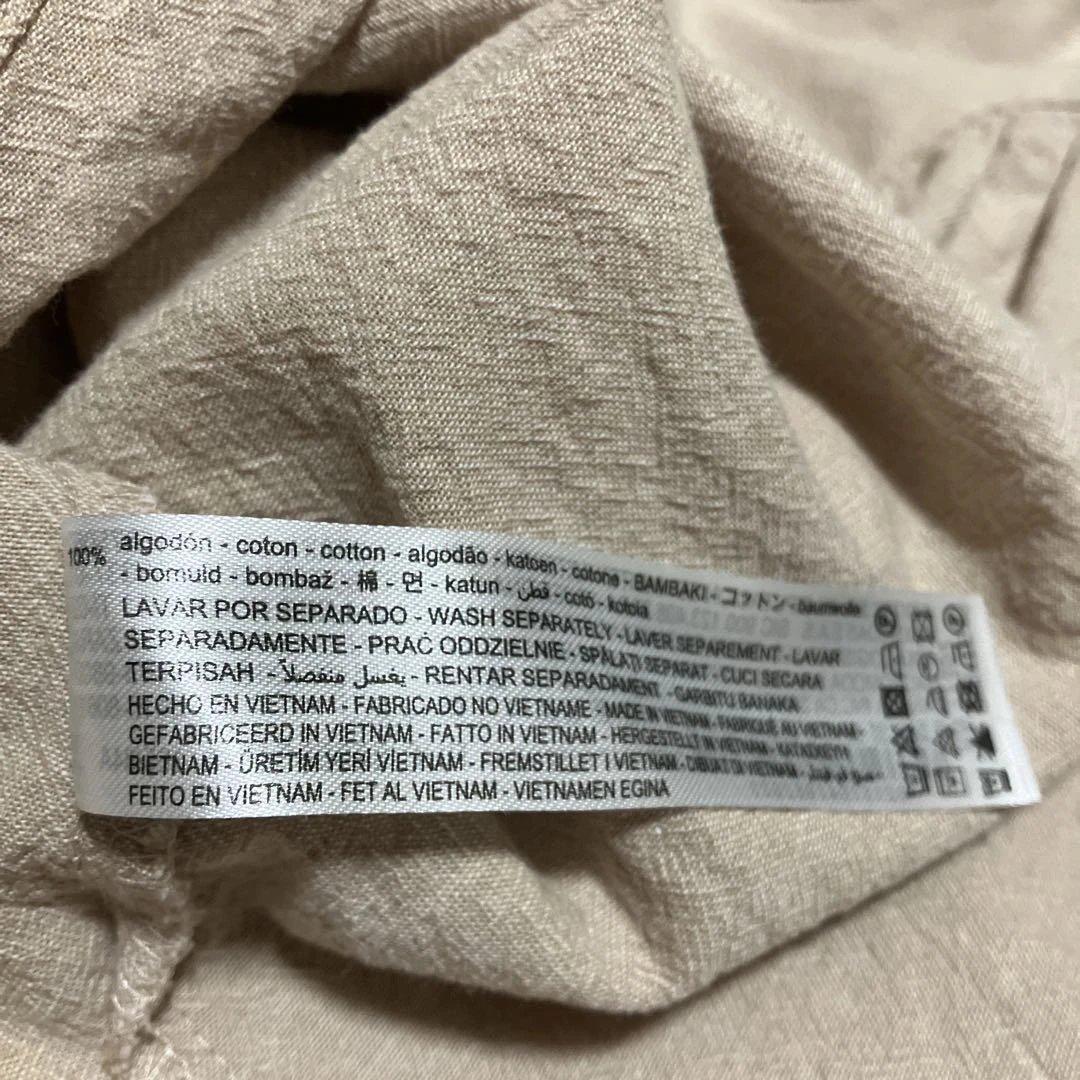 100% algodón - coton - cotton - algodão - katoen - cotone - BAMBAKI - コットン - baumwolle
- bomuld - bombaž - 棉 - 면 - katun - قطن - cotó - kotoia
LAVAR POR SEPARADO - WASH SEPARATELY - LAVER SEPAREMENT - LAVAR
SEPARADAMENTE - PRAĆ ODDZIELNIE - SPĂLAȚI SEPARAT - CUCI SECARA
TERPISAH - يغسل منفصلاً - RENTAR SEPARADAMENT - GARBITU BANAKA
HECHO EN VIETNAM - FABRICADO NO VIETNAME - MADE IN VIETNAM - FABRIQUÉ AU VIETNAM -
GEFABRICEERD IN VIETNAM - FATTO IN VIETNAM - HERGESTELLT IN VIETNAM -
BIETNAM - ÜRETİM YERİ VİETNAM - FREMSTILLET I VIETNAM - DIBUAT DI VIETNAM -
FEITO EN VIETNAM - FET AL VIETNAM - VIETNAMEN EGINA